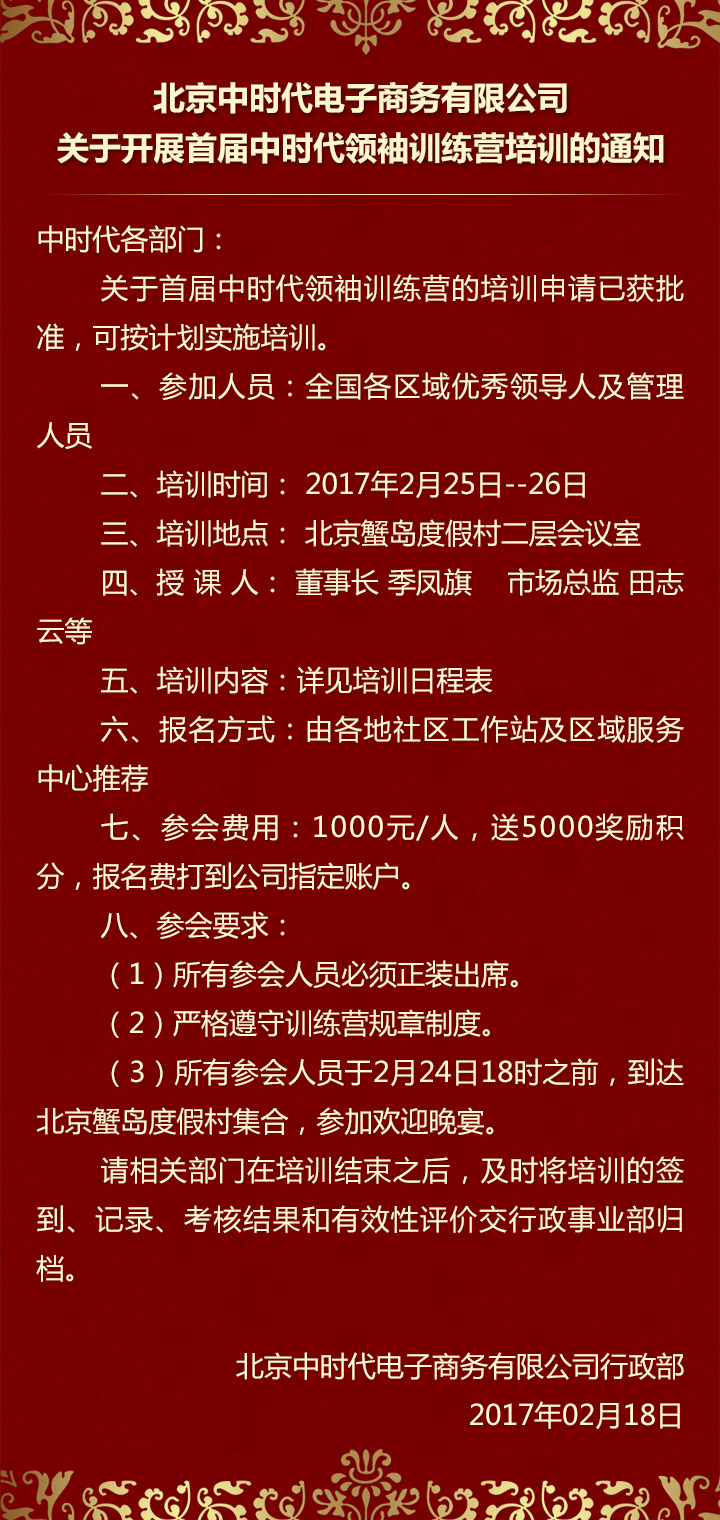 北京中时代电子商务有限公司
关于开展首届中时代领袖训练营培训的通知
中时代各部门：
关于首届中时代领袖训练营的培训申请已获批
准，可按计划实施培训。
一、参加人员：全国各区域优秀领导人及管理
人员
二、培训时间： 2017年2月25日--26日
三、培训地点： 北京蟹岛度假村二层会议室
四、授 课 人： 董事长 季凤旗 市场总监 田志
云等
五、培训内容：详见培训日程表
六、报名方式：由各地社区工作站及区域服务
中心推荐
七、参会费用：1000元/人，送5000奖励积
分，报名费打到公司指定账户。
八、参会要求：
（1）所有参会人员必须正装出席。
（2）严格遵守训练营规章制度。
（3）所有参会人员于2月24日18时之前，到达
北京蟹岛度假村集合，参加欢迎晚宴。
请相关部门在培训结束之后，及时将培训的签
到、记录、考核结果和有效性评价交行政事业部归
档。
北京中时代电子商务有限公司行政部
2017年02月18日